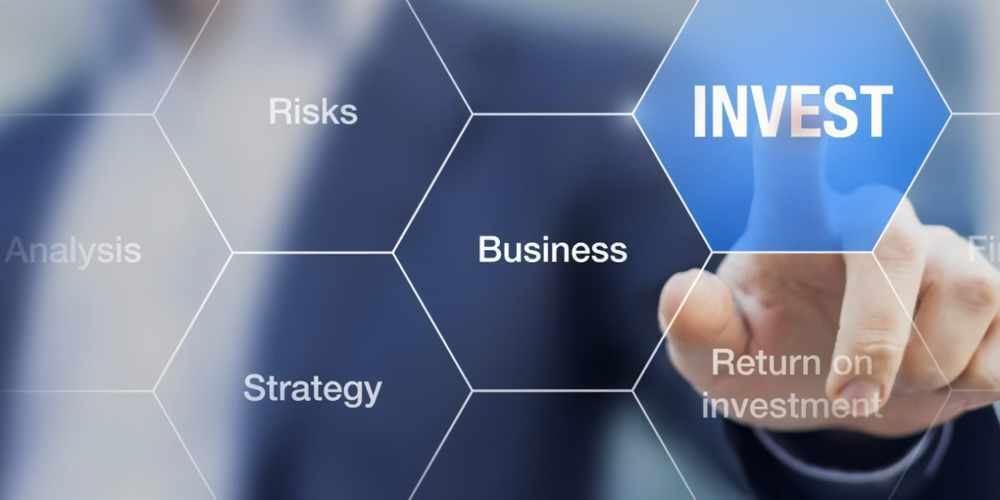 Risks
INVEST
Analysis
Business
Strategy
Return on
investment